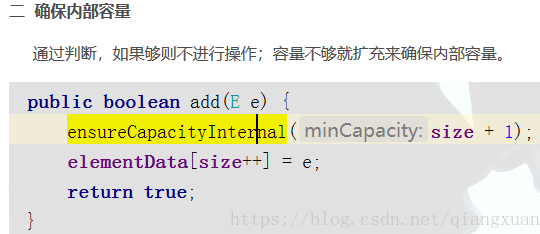 二 确保内部容量
通过判断，如果够则不进行操作；容量不够就扩充来确保内部容量。
public boolean add(E e) {
ensureCapacityInternal( minCapacity: size + 1);
elementData[size++] = e;
return true;
}
https://blog.csdn.net/qiangxuan